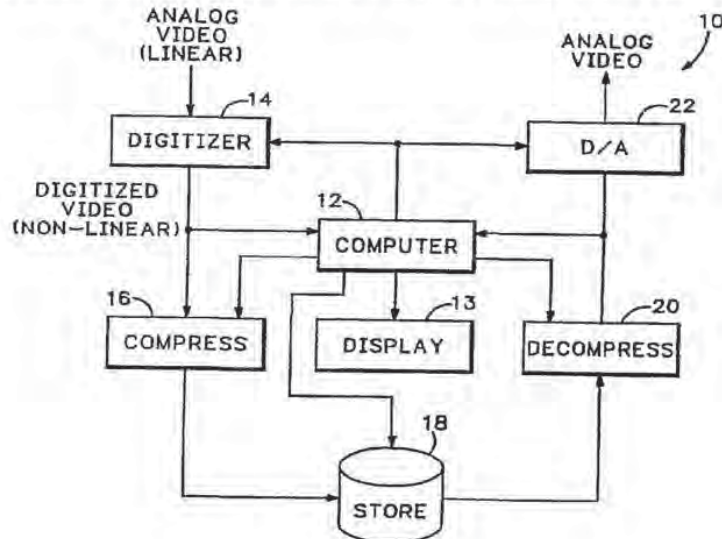 ANALOG
VIDEO
(LINEAR)
ANALOG
VIDEO
10
14
DIGITIZER
22
D/A
DIGITIZED
VIDEO
(NON-LINEAR)
12
COMPUTER
16
COMPRESS
13
DISPLAY
20
DECOMPRESS
18
STORE